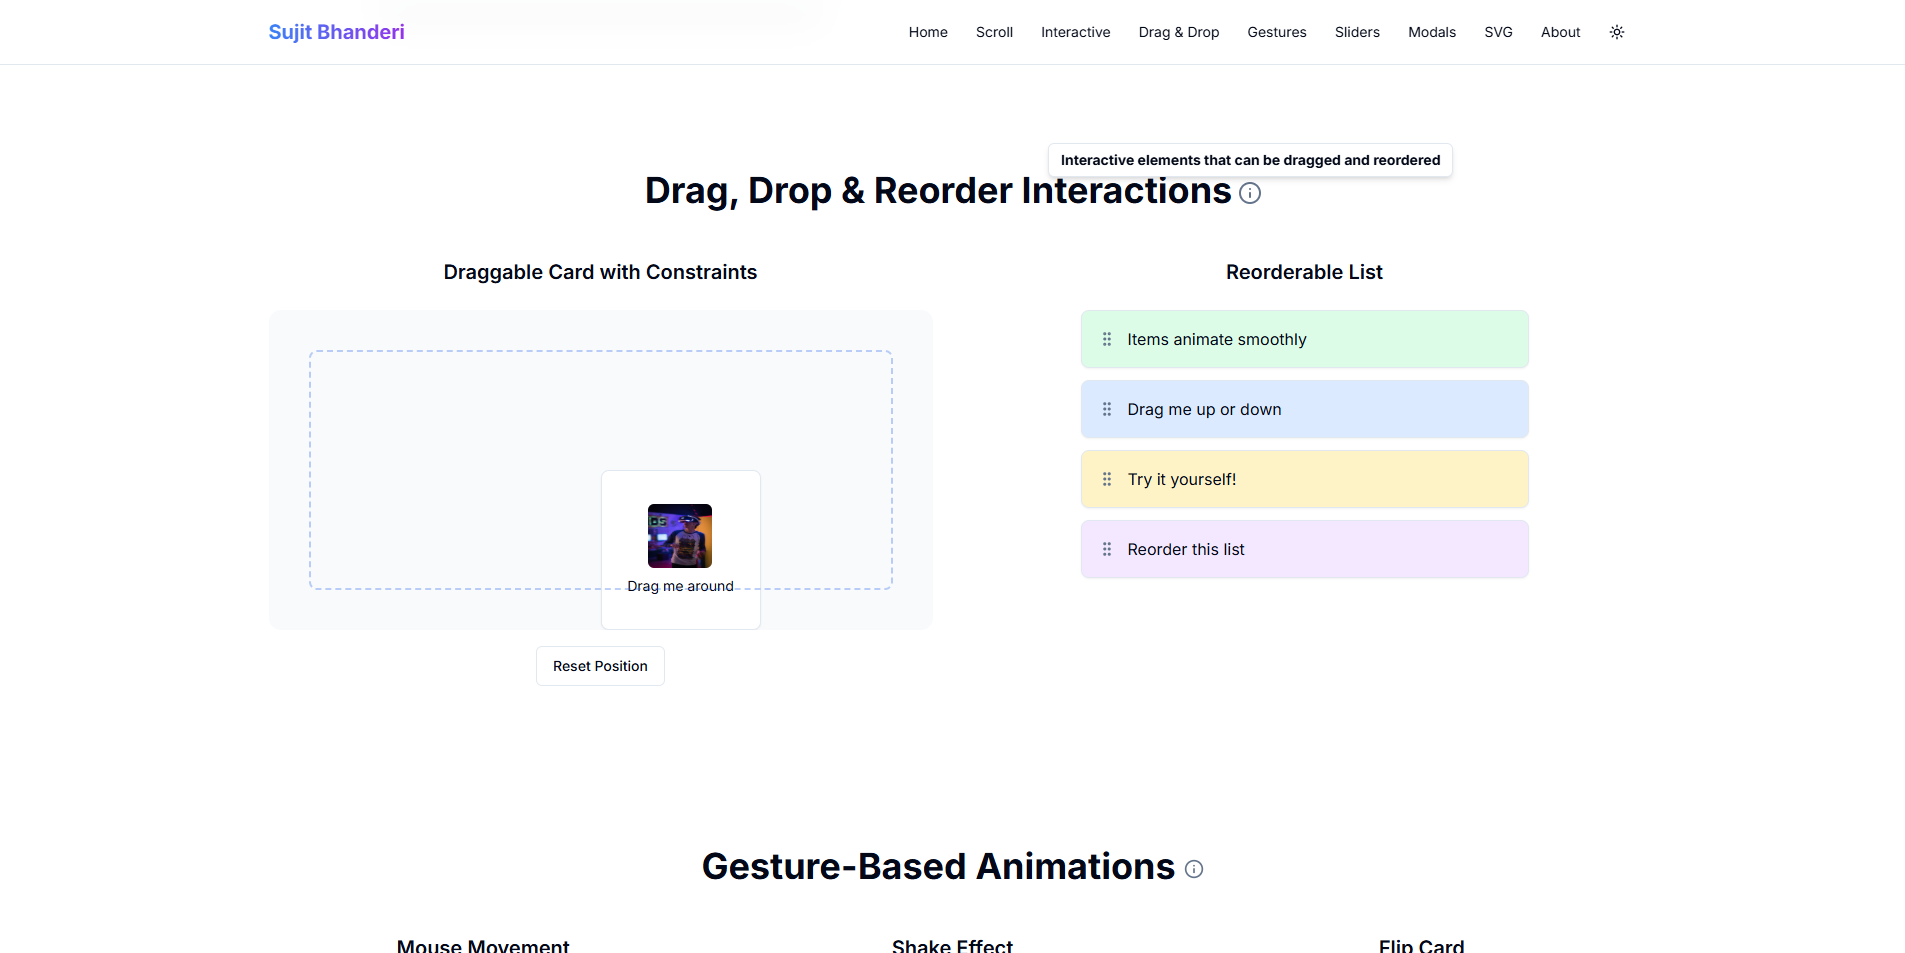 Sujit Bhanderi
Home Scroll Interactive Drag & Drop Gestures Sliders Modals SVG About
Interactive elements that can be dragged and reordered
Drag, Drop & Reorder Interactions
Draggable Card with Constraints
Drag me around
Reset Position
Reorderable List
Items animate smoothly
Drag me up or down
Try it yourself!
Reorder this list
Gesture-Based Animations
Mouse Movement
Shake Effect
Flip Card